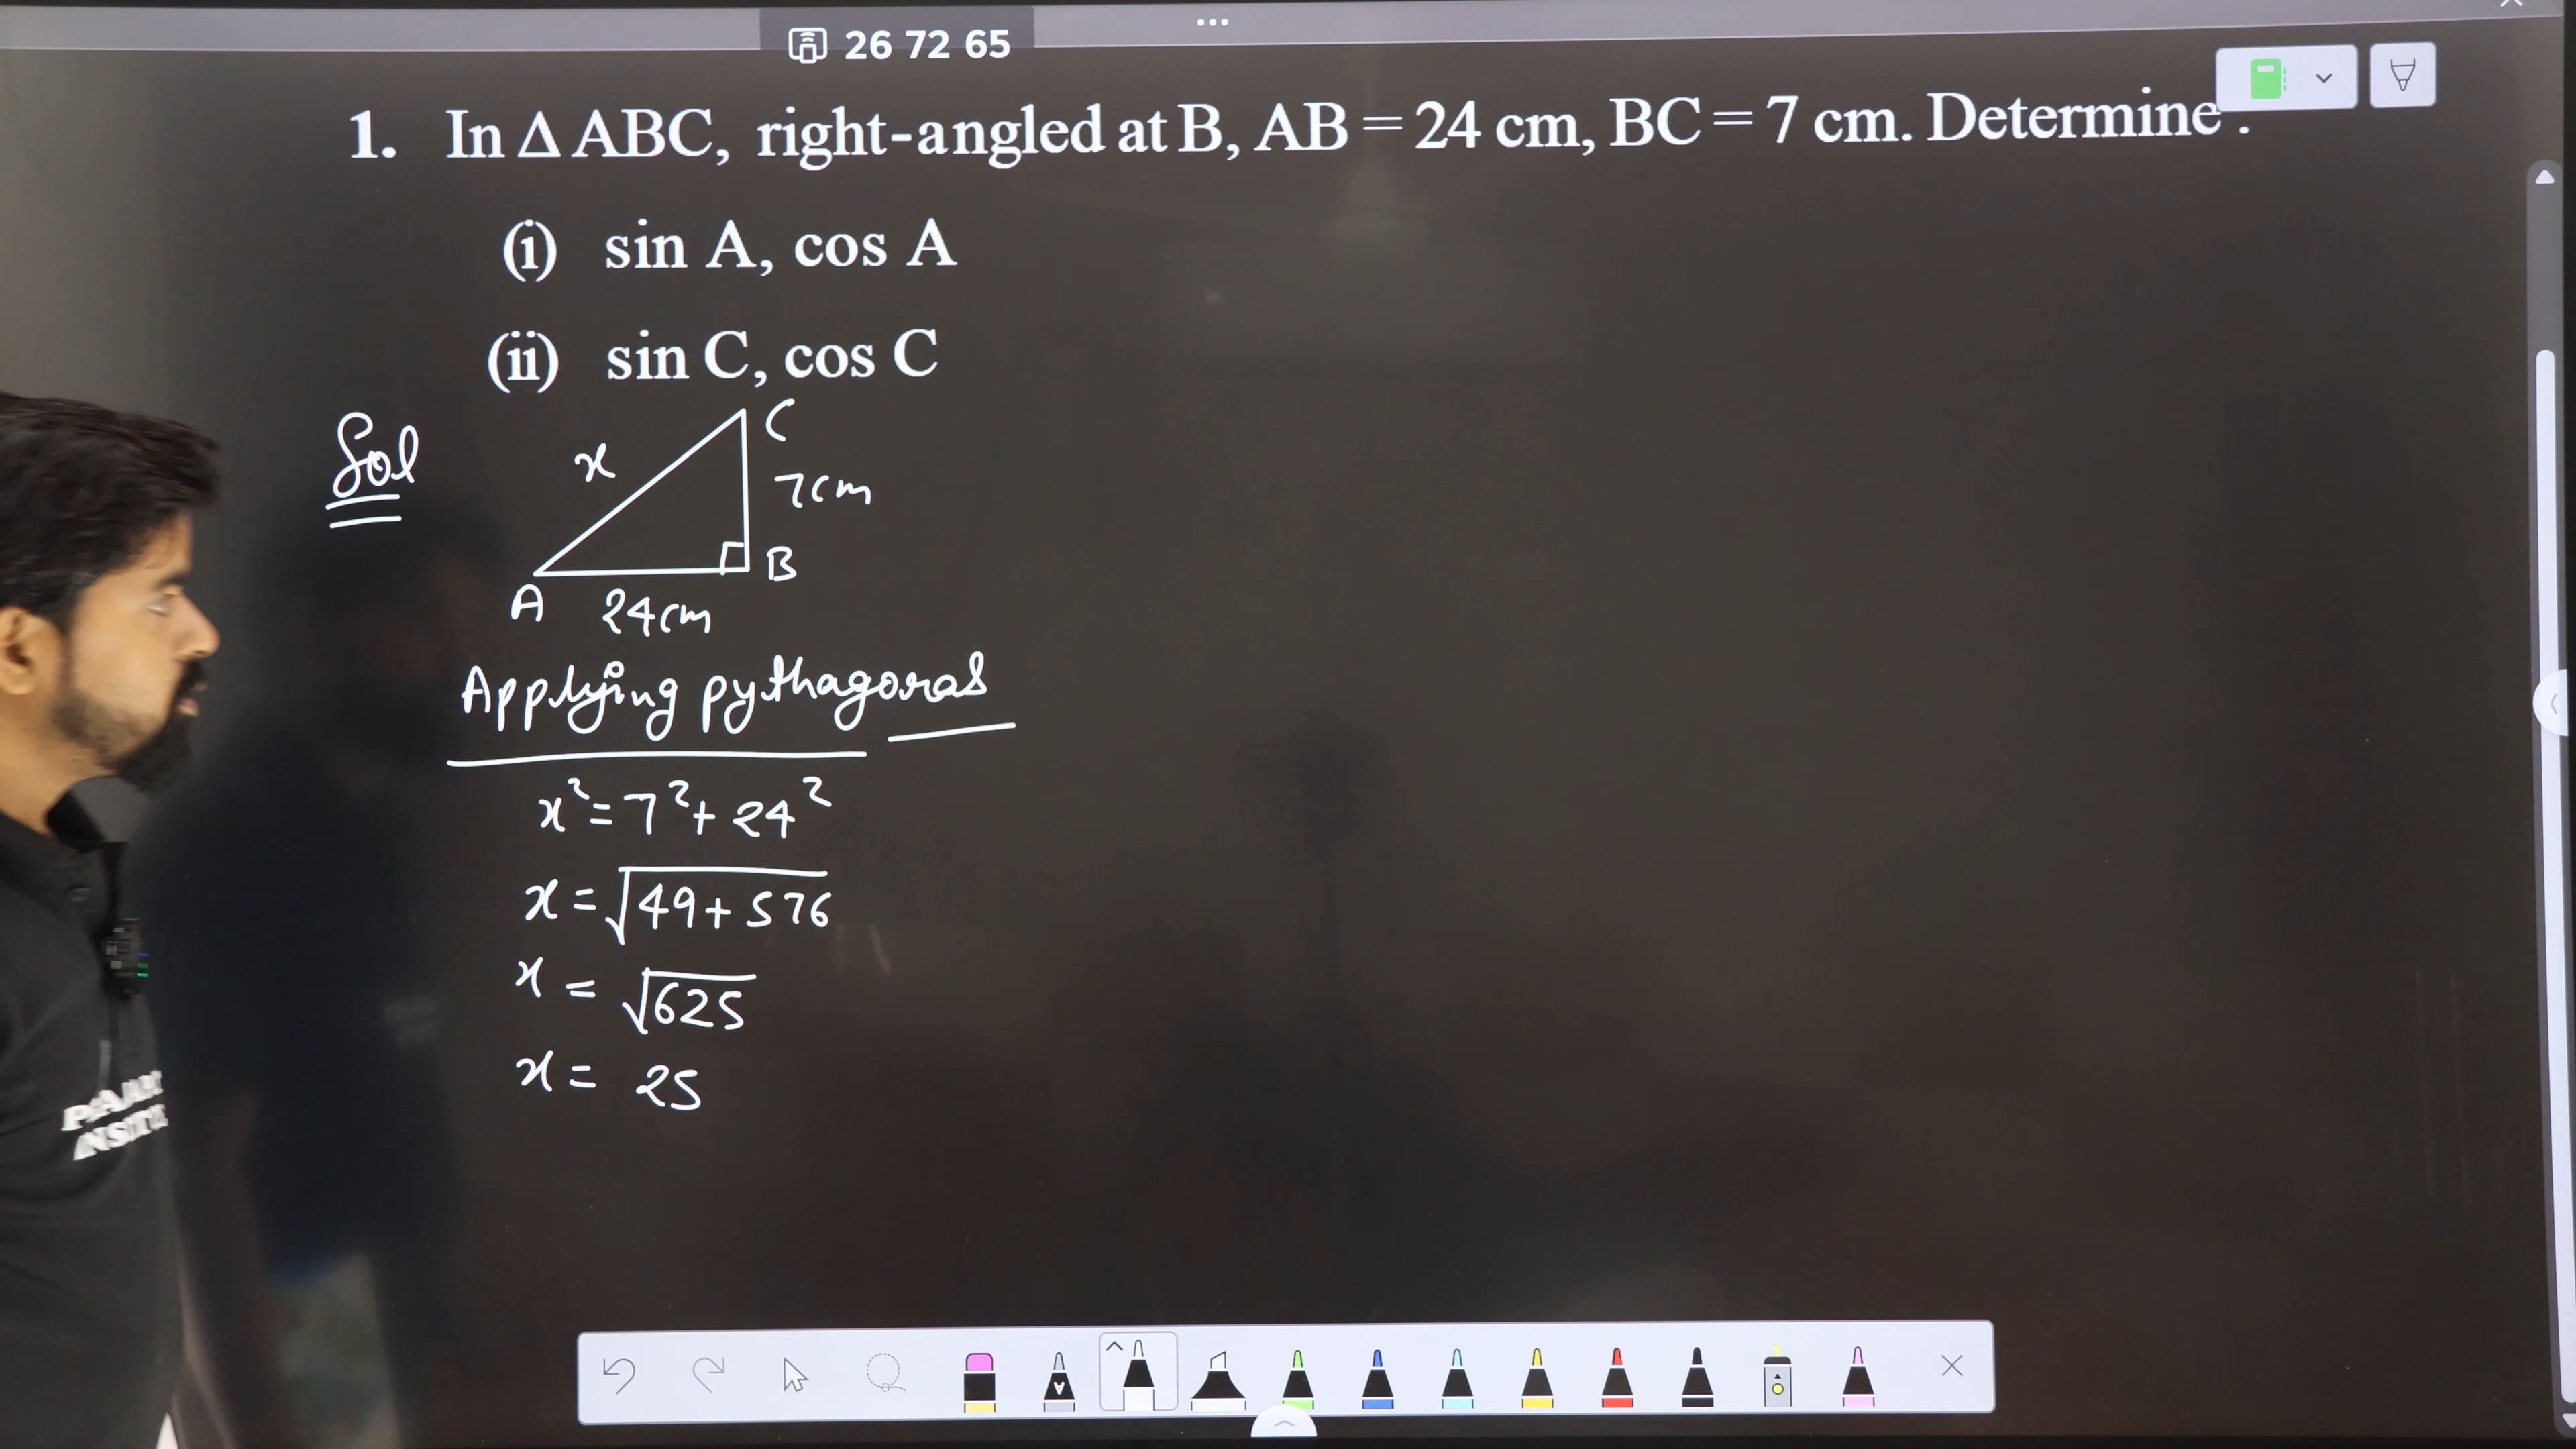 26 72 65
1. In Δ ABC, right-angled at B, AB = 24 cm, BC = 7 cm. Determine :
(i) sin A, cos A
(ii) sin C, cos C
Sol
x
C
7cm
B
A
24cm
Applying pythagoras
x² = 7² + 24²
x = √49 + 576
x = √625
x = 25